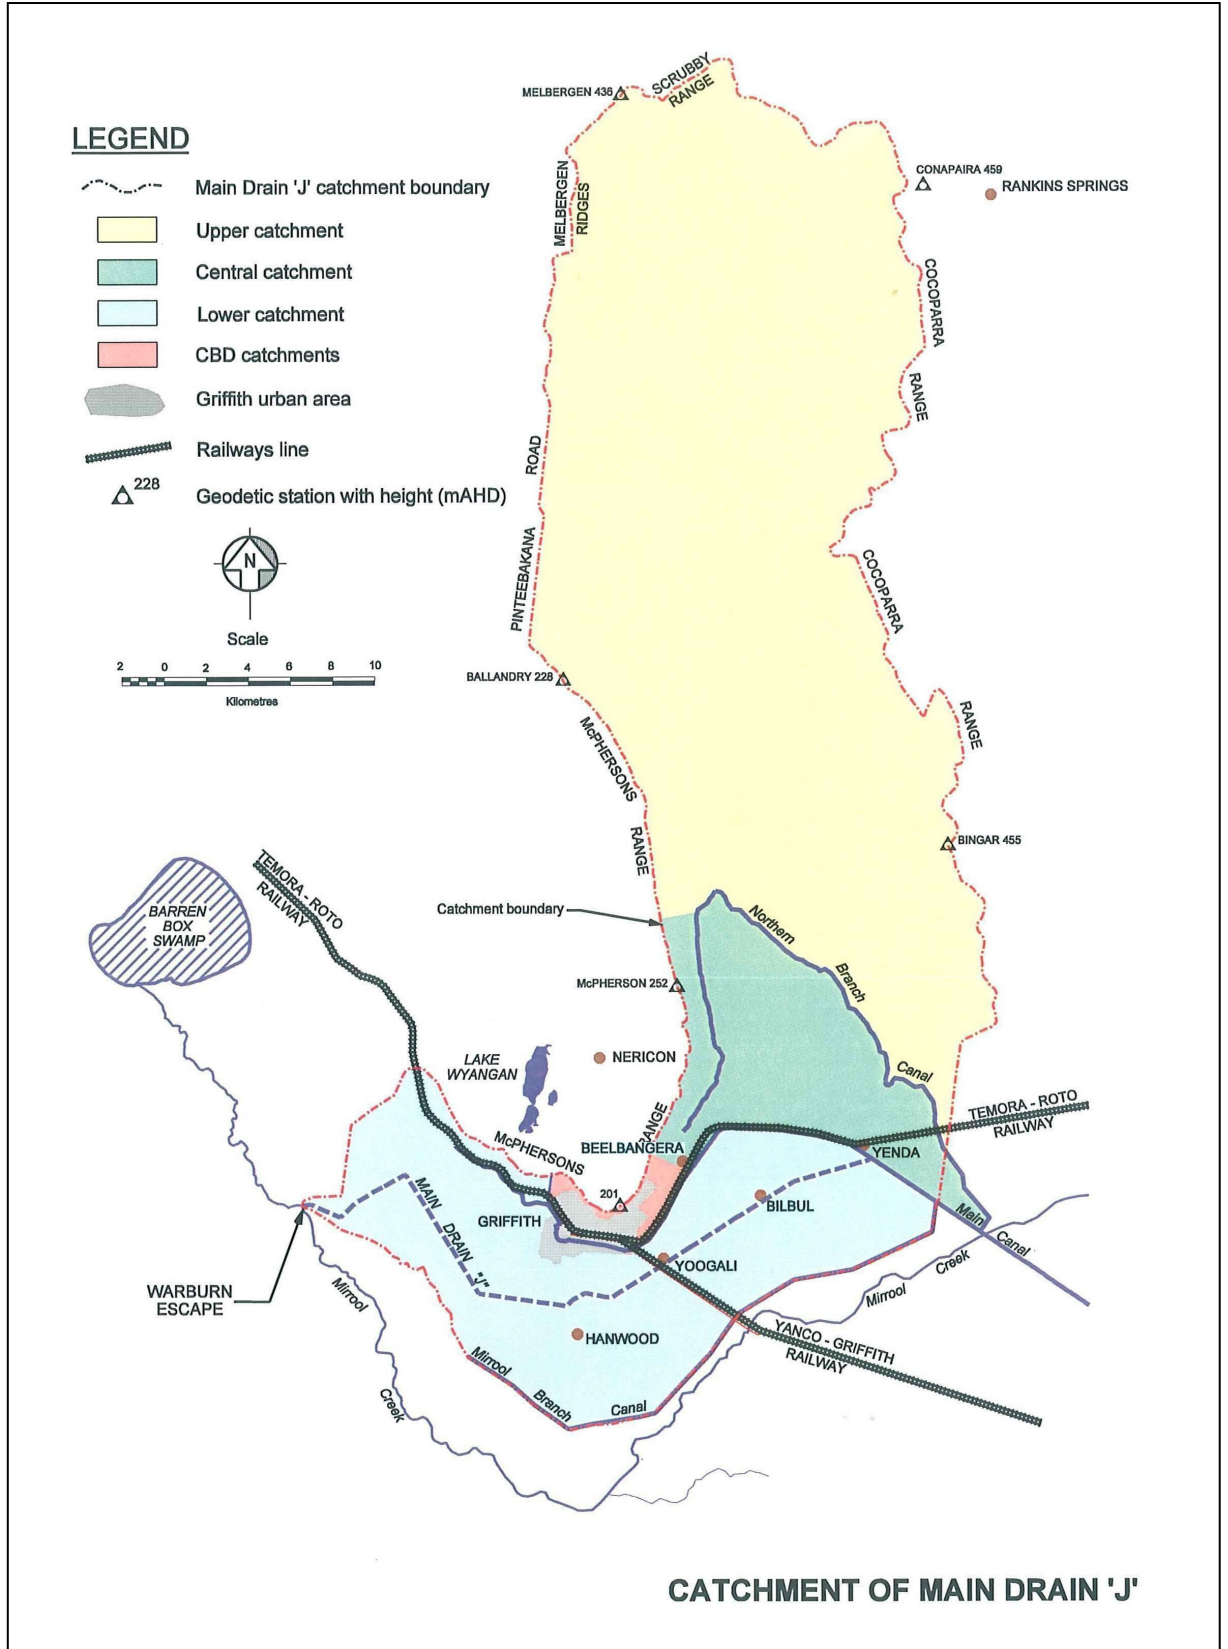 SCRUBBY
RANGE
MELBERGEN 436
LEGEND
CONAPAIRA 459
RANKINS SPRINGS
Main Drain 'J' catchment boundary
MELBERGEN
RIDGES
Upper catchment
Central catchment
COCOPARRA
Lower catchment
CBD catchments
RANGE
Griffith urban area
Railways line
ROAD
228
Geodetic station with height (mAHD)
N
PINTEEBAKANA
COCOPARRA
Scale
2 0 2 4 6 8 10
Kilometres
BALLANDRY 228
McPHERSONS
RANGE
RANGE
BINGAR 455
TEMORA - ROTO
RAILWAY
BARREN
BOX
SWAMP
Catchment boundary
Northern
Branch
McPHERSON 252
LAKE
WYANGAN
NERICON
Canal
TEMORA - ROTO
RAILWAY
RANGE
McPHERSONS
BEELBANGERA
YENDA
MAIN
DRAIN
"J"
201
BILBUL
GRIFFITH
Main
Canal
YOOGALI
Creek
Mirrool
WARBURN
ESCAPE
Mirrool
HANWOOD
YANCO - GRIFFITH
RAILWAY
Mirrool
Branch
Canal
Creek
CATCHMENT OF MAIN DRAIN 'J'